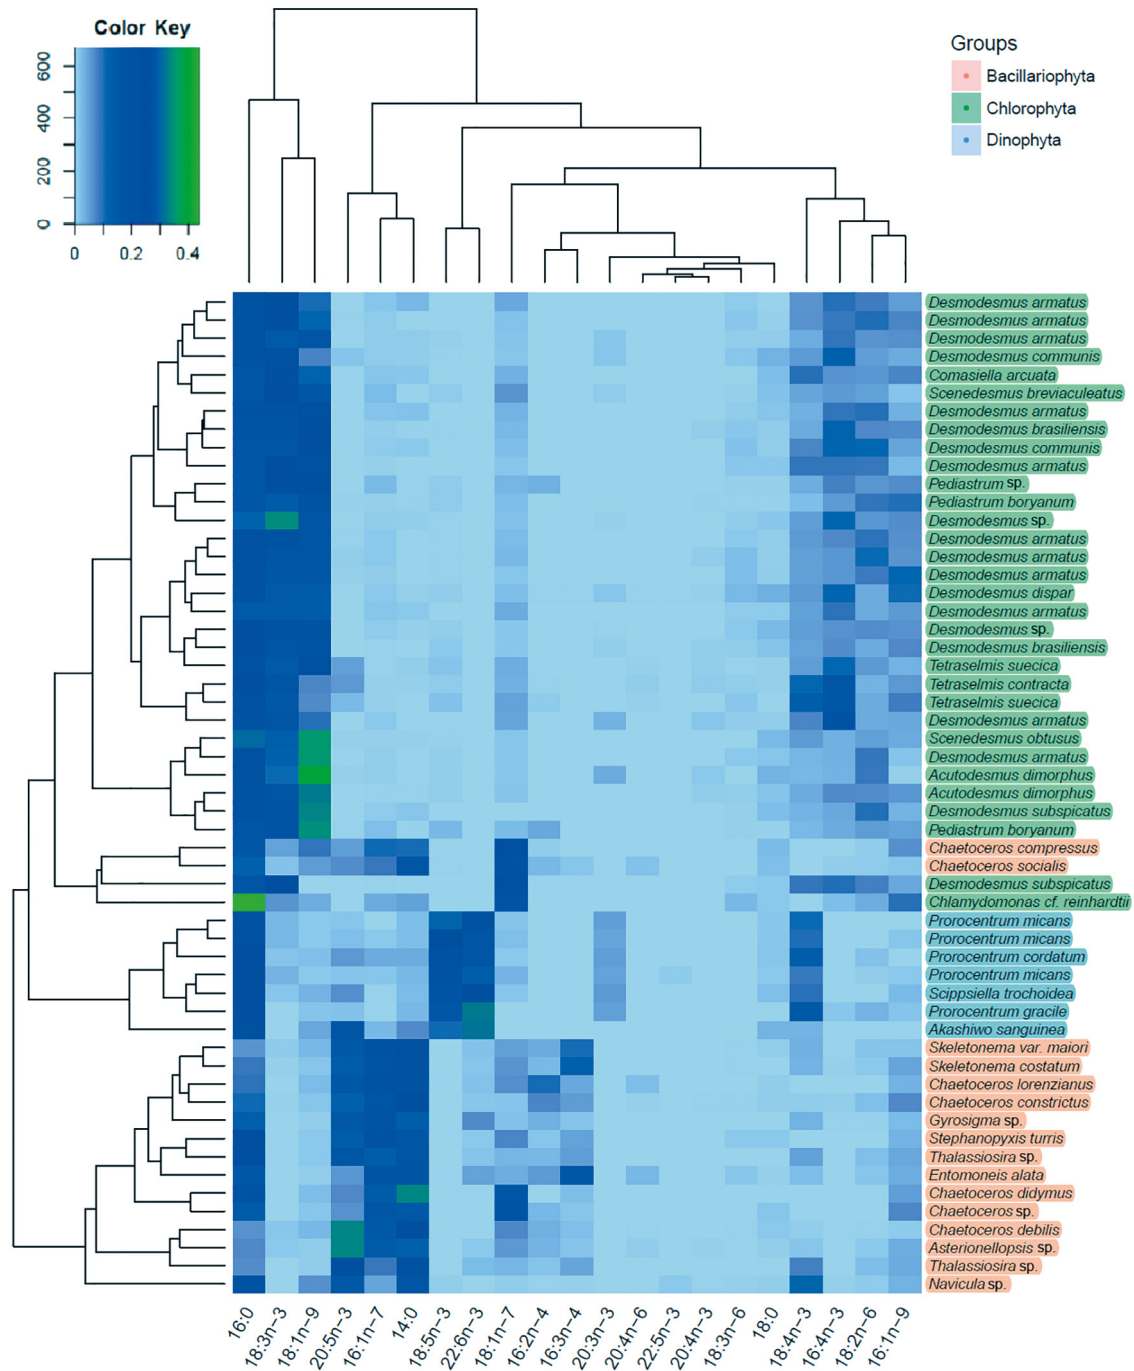 Color Key
600
400
200
0
0 0.2 0.4
Groups
Bacillariophyta
Chlorophyta
Dinophyta
Desmodesmus armatus
Desmodesmus armatus
Desmodesmus armatus
Desmodesmus communis
Comasiella arcuata
Scenedesmus breviaculeatus
Desmodesmus armatus
Desmodesmus brasiliensis
Desmodesmus communis
Desmodesmus armatus
Pediastrum sp.
Pediastrum boryanum
Desmodesmus sp.
Desmodesmus armatus
Desmodesmus armatus
Desmodesmus armatus
Desmodesmus dispar
Desmodesmus armatus
Desmodesmus sp.
Desmodesmus brasiliensis
Tetraselmis suecica
Tetraselmis contracta
Tetraselmis suecica
Desmodesmus armatus
Scenedesmus obtusus
Desmodesmus armatus
Acutodesmus dimorphus
Acutodesmus dimorphus
Desmodesmus subspicatus
Pediastrum boryanum
Chaetoceros compressus
Chaetoceros socialis
Desmodesmus subspicatus
Chlamydomonas cf. reinhardtii
Prorocentrum micans
Prorocentrum micans
Prorocentrum cordatum
Prorocentrum micans
Scippsiella trochoidea
Prorocentrum gracile
Akashiwo sanguinea
Skeletonema var. maiori
Skeletonema costatum
Chaetoceros lorenzianus
Chaetoceros constrictus
Gyrosigma sp.
Stephanopyxis turris
Thalassiosira sp.
Entomoneis alata
Chaetoceros didymus
Chaetoceros sp.
Chaetoceros debilis
Asterionellopsis sp.
Thalassiosira sp.
Navicula sp.
16:0
18:3n−3
18:1n−9
20:5n−3
16:1n−7
14:0
18:5n−3
22:6n−3
18:1n−7
16:2n−4
16:3n−4
20:3n−3
20:4n−6
22:5n−3
20:4n−3
18:3n−6
18:0
18:4n−3
16:4n−3
18:2n−6
16:1n−9